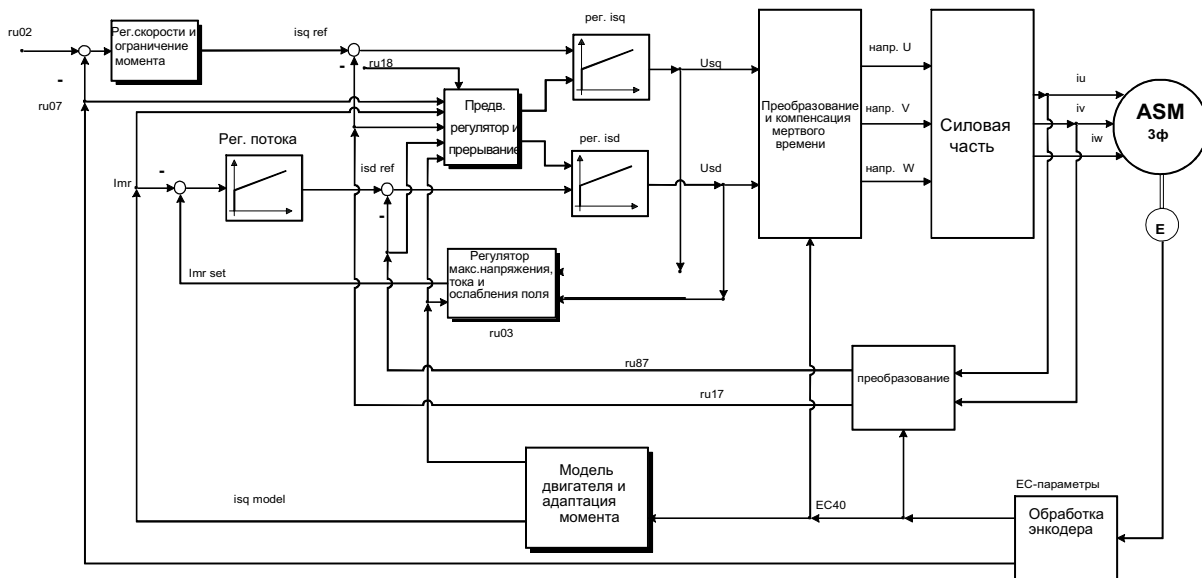 ru02
Рег.скорости и
ограничение
момента
isq ref
-
ru07
-
ru18
рег. isq
Usq
Предв.
регулятор и
прерывание
Рег. потока
-
Imr
isd ref
-
рег. isd
Usd
Imr set
Регулятор
макс.напряжения,
тока и
ослабления поля
ru03
Преобразование
и компенсация
мертвого
времени
напр. U
напр. V
напр. W
Силовая
часть
iu
iv
iw
ASM
3ф
E
ru87
ru17
преобразование
isq model
Модель
двигателя и
адаптация
момента
EC40
ЕС-параметры
Обработка
энкодера